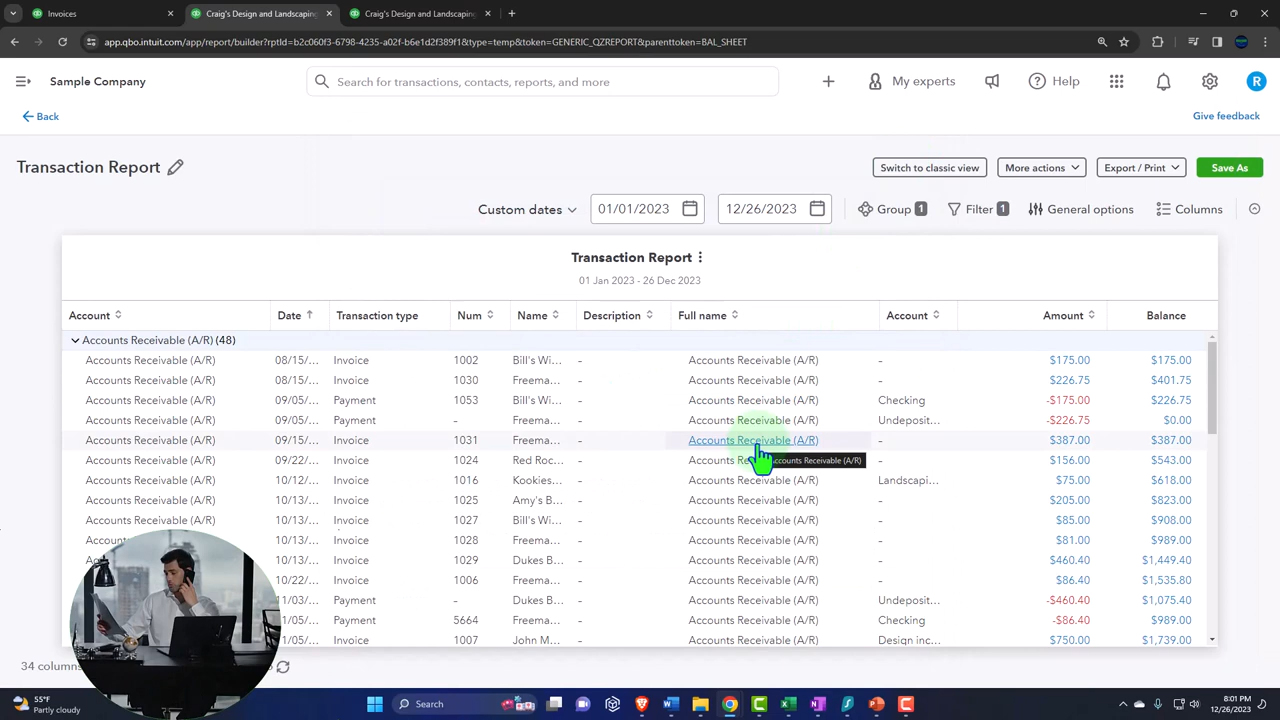 Invoices
Craig's Design and Landscaping
Craig's Design and Landscaping
app.qbo.intuit.com/app/report/builder?rptId=b2c060f3-6798-4235-a02f-b6e1d2f389f1&type=temp&token=GENERIC_QZREPORT&parenttoken=BAL_SHEET
Sample Company Search for transactions, contacts, reports, and more My experts Help R
Back Give feedback
Transaction Report Switch to classic view More actions Export / Print Save As
Custom dates 01/01/2023 12/26/2023 Group 1 Filter 1 General options Columns
Transaction Report
01 Jan 2023 - 26 Dec 2023
Account Date Transaction type Num Name Description Full name Account Amount Balance
Accounts Receivable (A/R) (48)
Accounts Receivable (A/R) 08/15/... Invoice 1002 Bill's Wi... - Accounts Receivable (A/R) - $175.00 $175.00
Accounts Receivable (A/R) 08/15/... Invoice 1030 Freema... - Accounts Receivable (A/R) - $226.75 $401.75
Accounts Receivable (A/R) 09/05/... Payment 1053 Bill's Wi... - Accounts Receivable (A/R) Checking -$175.00 $226.75
Accounts Receivable (A/R) 09/05/... Payment - Freema... - Accounts Receivable (A/R) Undeposit... -$226.75 $0.00
Accounts Receivable (A/R) 09/15/... Invoice 1031 Freema... - Accounts Receivable (A/R) - $387.00 $387.00
Accounts Receivable (A/R) 09/22/... Invoice 1024 Red Roc... - Accounts Accounts Receivable (A/R) $156.00 $543.00
Accounts Receivable (A/R) 10/12/... Invoice 1016 Kookies... - Accounts Receivable (A/R) Landscapi... $75.00 $618.00
Accounts Receivable (A/R) 10/13/... Invoice 1025 Amy's B... - Accounts Receivable (A/R) - $205.00 $823.00
Accounts Receivable (A/R) 10/13/... Invoice 1027 Bill's Wi... - Accounts Receivable (A/R) - $85.00 $908.00
10/13/... Invoice 1028 Freema... - Accounts Receivable (A/R) - $81.00 $989.00
10/13/... Invoice 1029 Dukes B... - Accounts Receivable (A/R) - $460.40 $1,449.40
10/22/... Invoice 1006 Freema... - Accounts Receivable (A/R) - $86.40 $1,535.80
11/03/... Payment - Dukes B... - Accounts Receivable (A/R) Undeposit... -$460.40 $1,075.40
1/05/... Payment 5664 Freema... - Accounts Receivable (A/R) Checking -$86.40 $989.00
1/05/... Invoice 1007 John M... - Accounts Receivable (A/R) Design inc... $750.00 $1,739.00
34 columns
55°F
Partly cloudy
Search
8:01 PM
12/26/2023